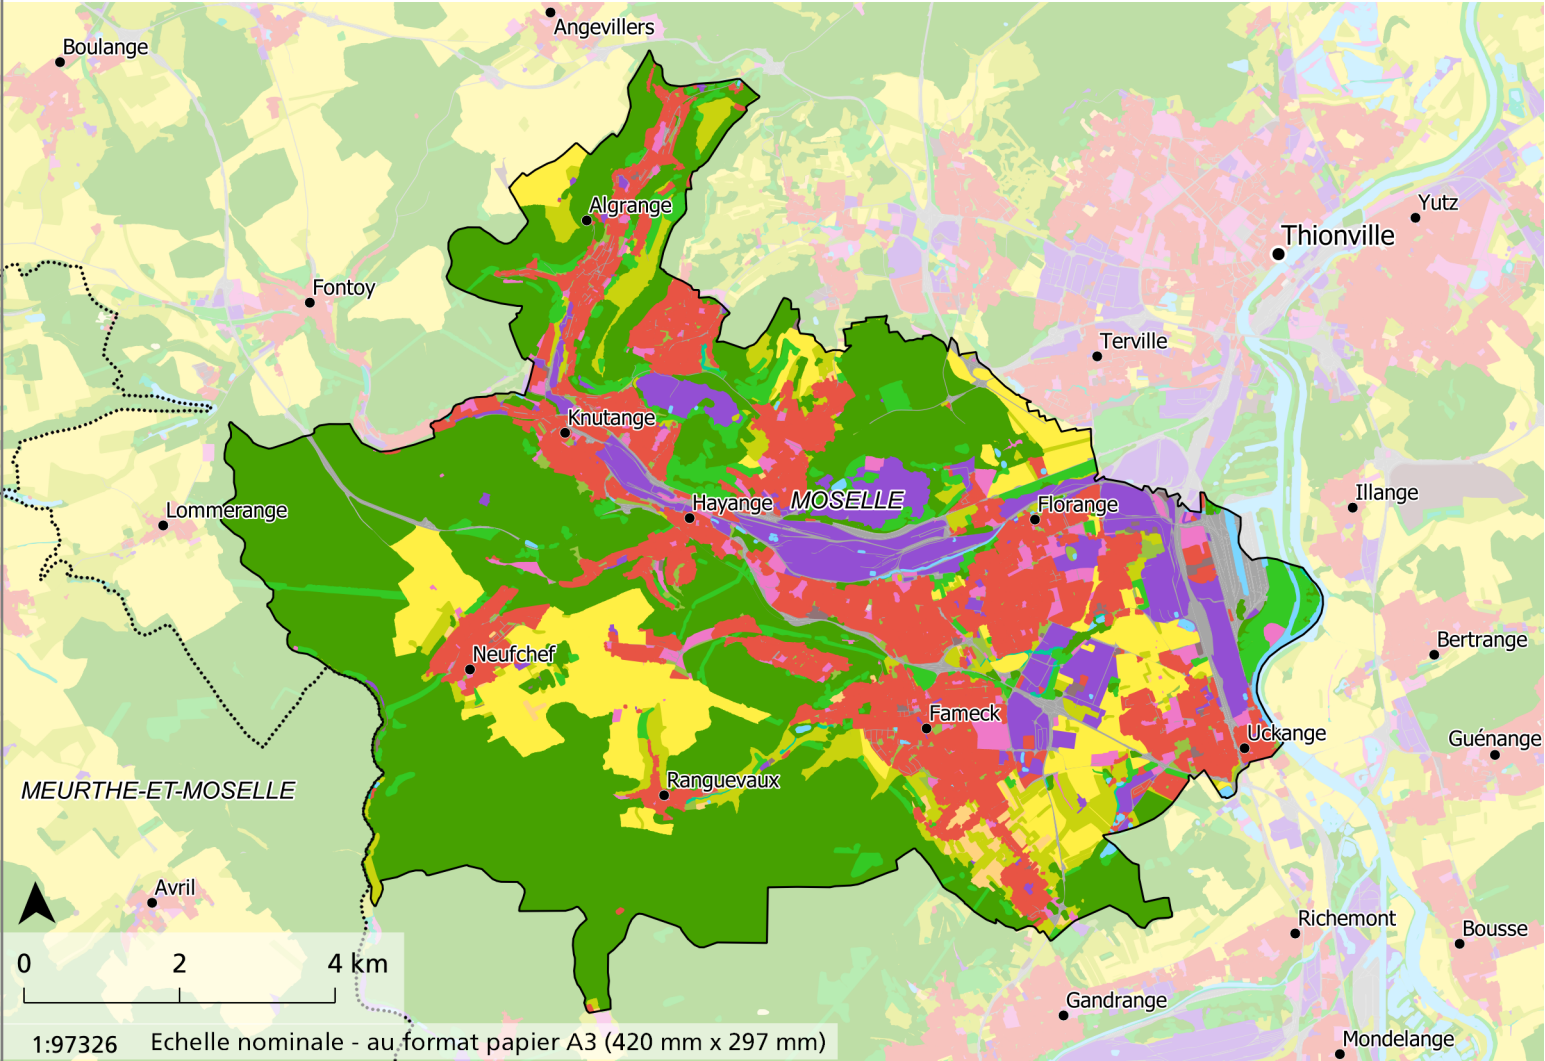 Angevillers
Boulange
Algrange
Yutz
Thionville
Fontoy
Terville
Knutange
Hayange
MOSELLE
Florange
Illange
Lommerange
Neufchef
Bertrange
Fameck
Uckange
Guénange
Ranguevaux
MEURTHE-ET-MOSELLE
Avril
Richemont
Bousse
0 2 4 km
Gandrange
1:97326 Echelle nominale - au format papier A3 (420 mm x 297 mm)
Mondelange